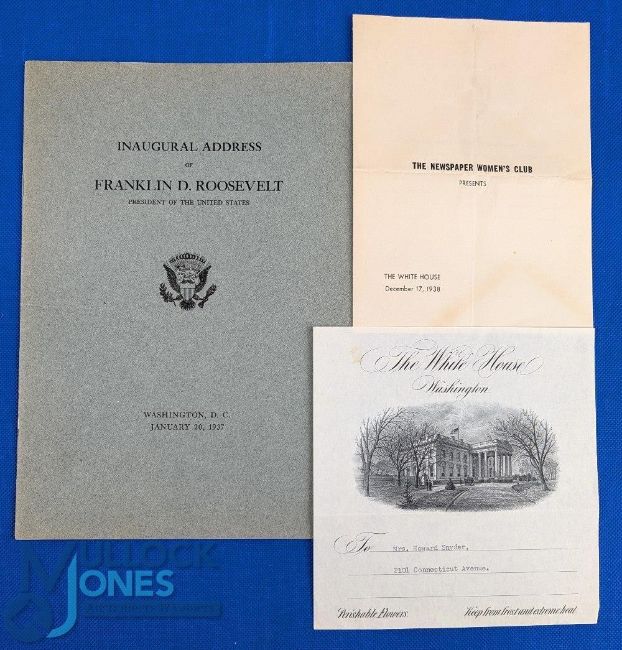 INAUGURAL ADDRESS
OF
FRANKLIN D. ROOSEVELT
PRESIDENT OF THE UNITED STATES
WASHINGTON, D. C.
JANUARY 20, 1937
THE NEWSPAPER WOMEN'S CLUB
PRESENTS
THE WHITE HOUSE
December 17, 1938
The White House
Washington
To Mrs. Howard Snyder,
2101 Connecticut Avenue.
Perishable Flowers. Keep from frost and extreme heat.
MULLOCK
JONES